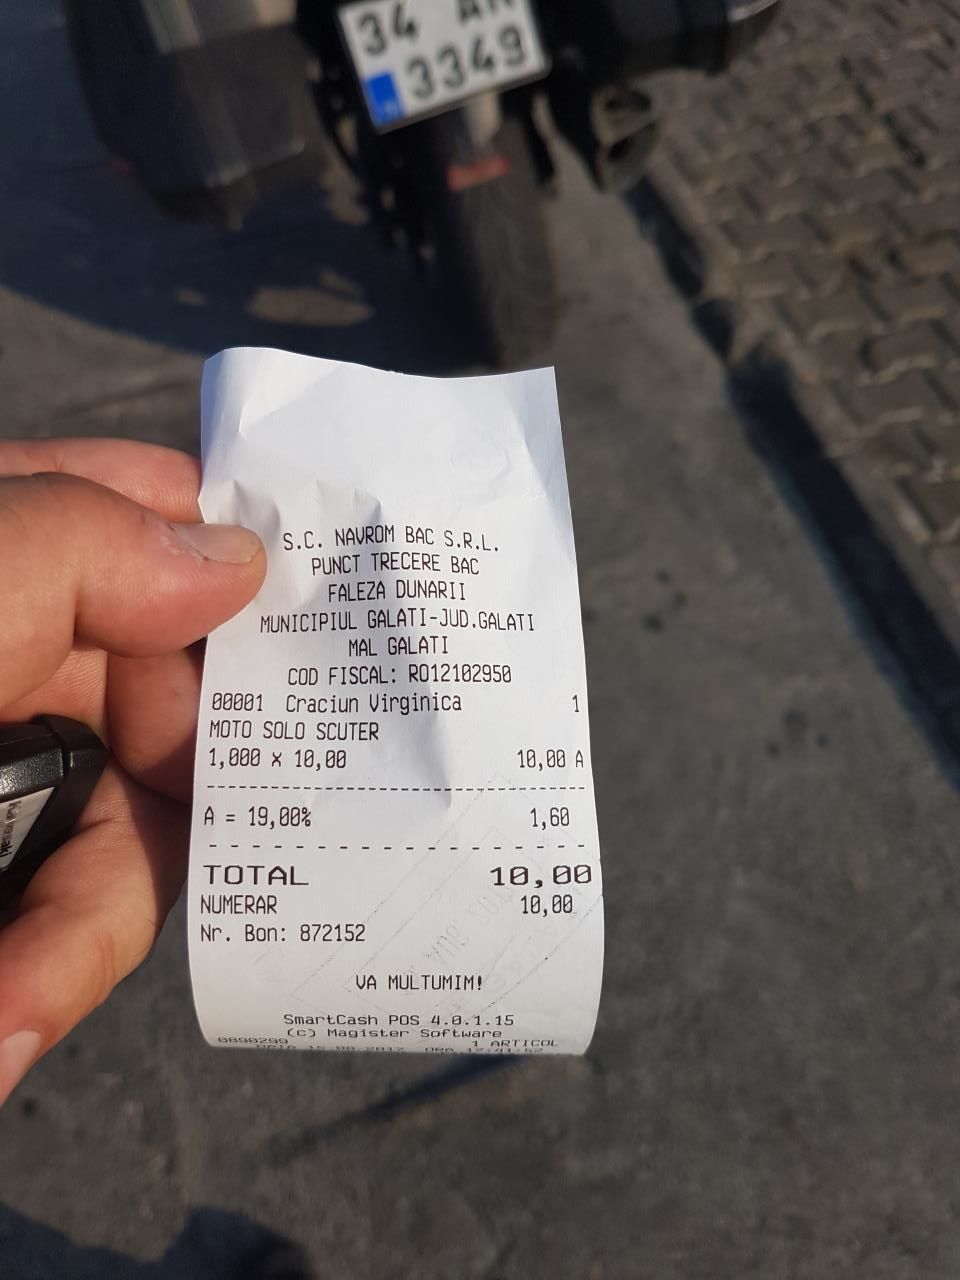 34 AH
3349
S.C. NAVROM BAC S.R.L.
PUNCT TRECERE BAC
FALEZA DUNARII
MUNICIPIUL GALATI-JUD.GALATI
MAL GALATI
COD FISCAL: RO12102950
00001 Craciun Virginica 1
MOTO SOLO SCUTER
1,000 x 10,00 10,00 A
A = 19,00% 1,60
TOTAL 10,00
NUMERAR 10,00
Nr. Bon: 872152
VA MULTUMIM!
SmartCash POS 4.0.1.15
(c) Magister Software
1 ARTICOL